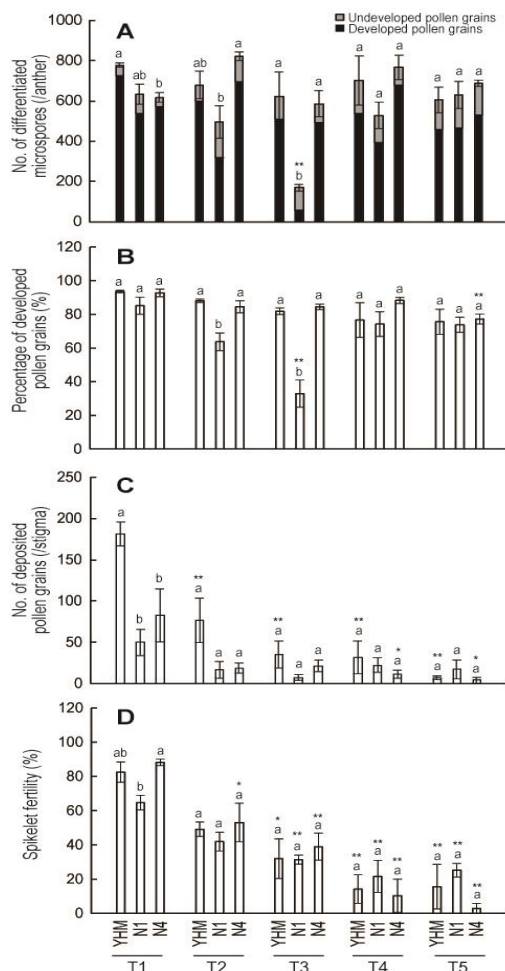 Undeveloped pollen grains
Developed pollen grains
A
No. of differentiated
microspores (/anther)
1000
800
600
400
200
0
a ab b ab b a a ** b a a a a a a a
B
Percentage of developed
pollen grains (%)
120
100
80
60
40
20
0
a a a a b a a ** b a a a a a a ** a
C
No. of deposited
pollen grains (/stigma)
250
200
150
100
50
0
a b b ** a a a ** a a a ** a a * a ** a a * a
D
Spikelet fertility (%)
120
100
80
60
40
20
0
ab b a a a * a * a ** a ** a ** a ** a ** a ** a ** a ** a
YHM N1 N4 YHM N1 N4 YHM N1 N4 YHM N1 N4 YHM N1 N4
T1 T2 T3 T4 T5